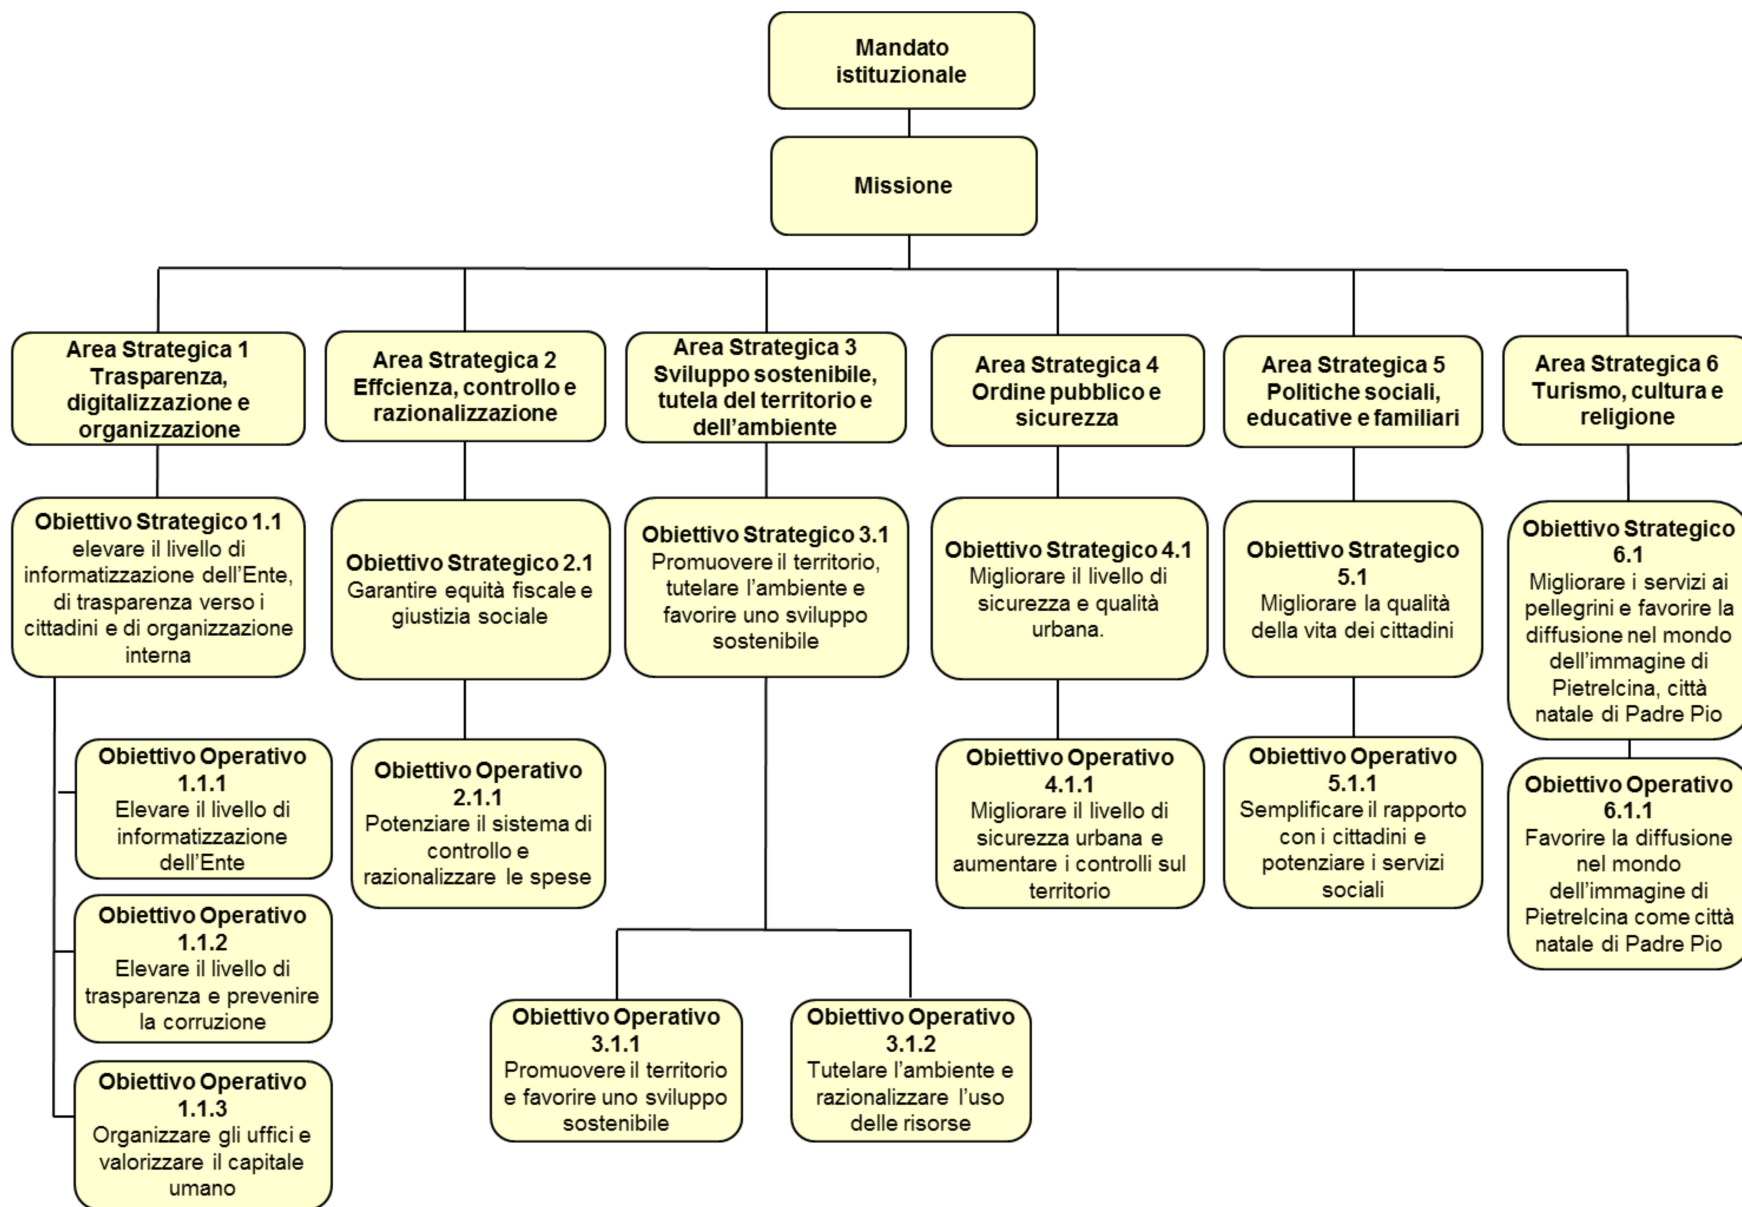 Mandato
istituzionale
Missione
Area Strategica 1
Trasparenza,
digitalizzazione e
organizzazione
Area Strategica 2
Effcienza, controllo e
razionalizzazione
Area Strategica 3
Sviluppo sostenibile,
tutela del territorio e
dell’ambiente
Area Strategica 4
Ordine pubblico e
sicurezza
Area Strategica 5
Politiche sociali,
educative e familiari
Area Strategica 6
Turismo, cultura e
religione
Obiettivo Strategico 1.1
elevare il livello di
informatizzazione dell’Ente,
di trasparenza verso i
cittadini e di organizzazione
interna
Obiettivo Strategico 2.1
Garantire equità fiscale e
giustizia sociale
Obiettivo Strategico 3.1
Promuovere il territorio,
tutelare l’ambiente e
favorire uno sviluppo
sostenibile
Obiettivo Strategico 4.1
Migliorare il livello di
sicurezza e qualità
urbana.
Obiettivo Strategico
5.1
Migliorare la qualità
della vita dei cittadini
Obiettivo Strategico
6.1
Migliorare i servizi ai
pellegrini e favorire la
diffusione nel mondo
dell’immagine di
Pietrelcina, città
natale di Padre Pio
Obiettivo Operativo
1.1.1
Elevare il livello di
informatizzazione
dell’Ente
Obiettivo Operativo
1.1.2
Elevare il livello di
trasparenza e prevenire
la corruzione
Obiettivo Operativo
1.1.3
Organizzare gli uffici e
valorizzare il capitale
umano
Obiettivo Operativo
2.1.1
Potenziare il sistema di
controllo e
razionalizzare le spese
Obiettivo Operativo
3.1.1
Promuovere il territorio
e favorire uno sviluppo
sostenibile
Obiettivo Operativo
3.1.2
Tutelare l’ambiente e
razionalizzare l’uso
delle risorse
Obiettivo Operativo
4.1.1
Migliorare il livello di
sicurezza urbana e
aumentare i controlli sul
territorio
Obiettivo Operativo
5.1.1
Semplificare il rapporto
con i cittadini e
potenziare i servizi
sociali
Obiettivo Operativo
6.1.1
Favorire la diffusione
nel mondo
dell’immagine di
Pietrelcina come città
natale di Padre Pio